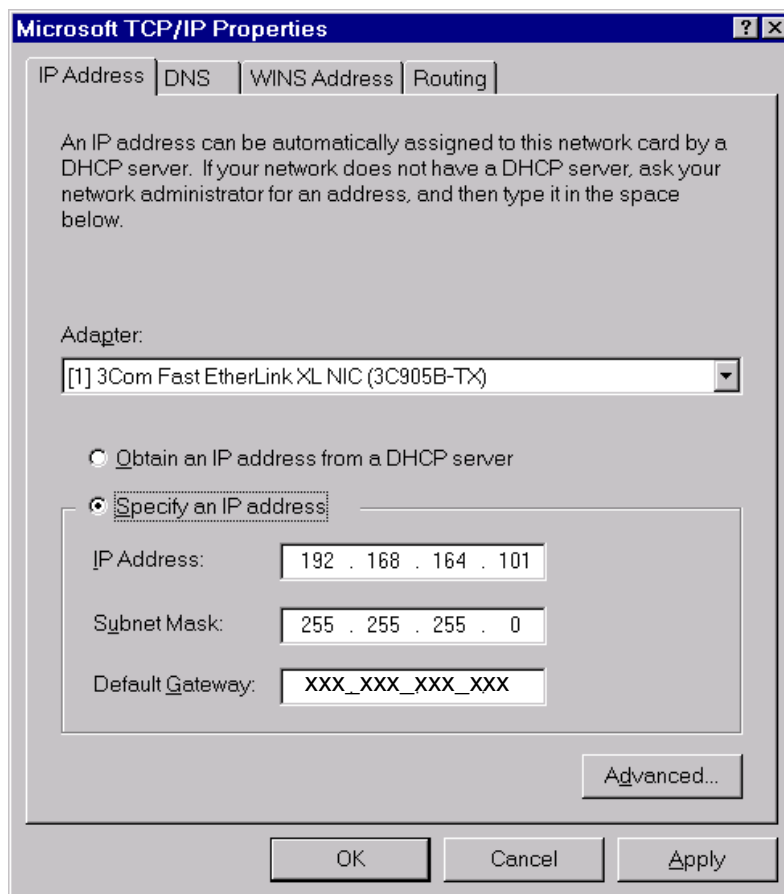 Microsoft TCP/IP Properties
? X
IP Address DNS WINS Address Routing
An IP address can be automatically assigned to this network card by a
DHCP server. If your network does not have a DHCP server, ask your
network administrator for an address, and then type it in the space
below.
Adapter:
[1] 3Com Fast EtherLink XL NIC (3C905B-TX)
Obtain an IP address from a DHCP server
Specify an IP address
IP Address: 192 . 168 . 164 . 101
Subnet Mask: 255 . 255 . 255 . 0
Default Gateway: XXX_XXX_XXX_XXX
Advanced...
OK Cancel Apply